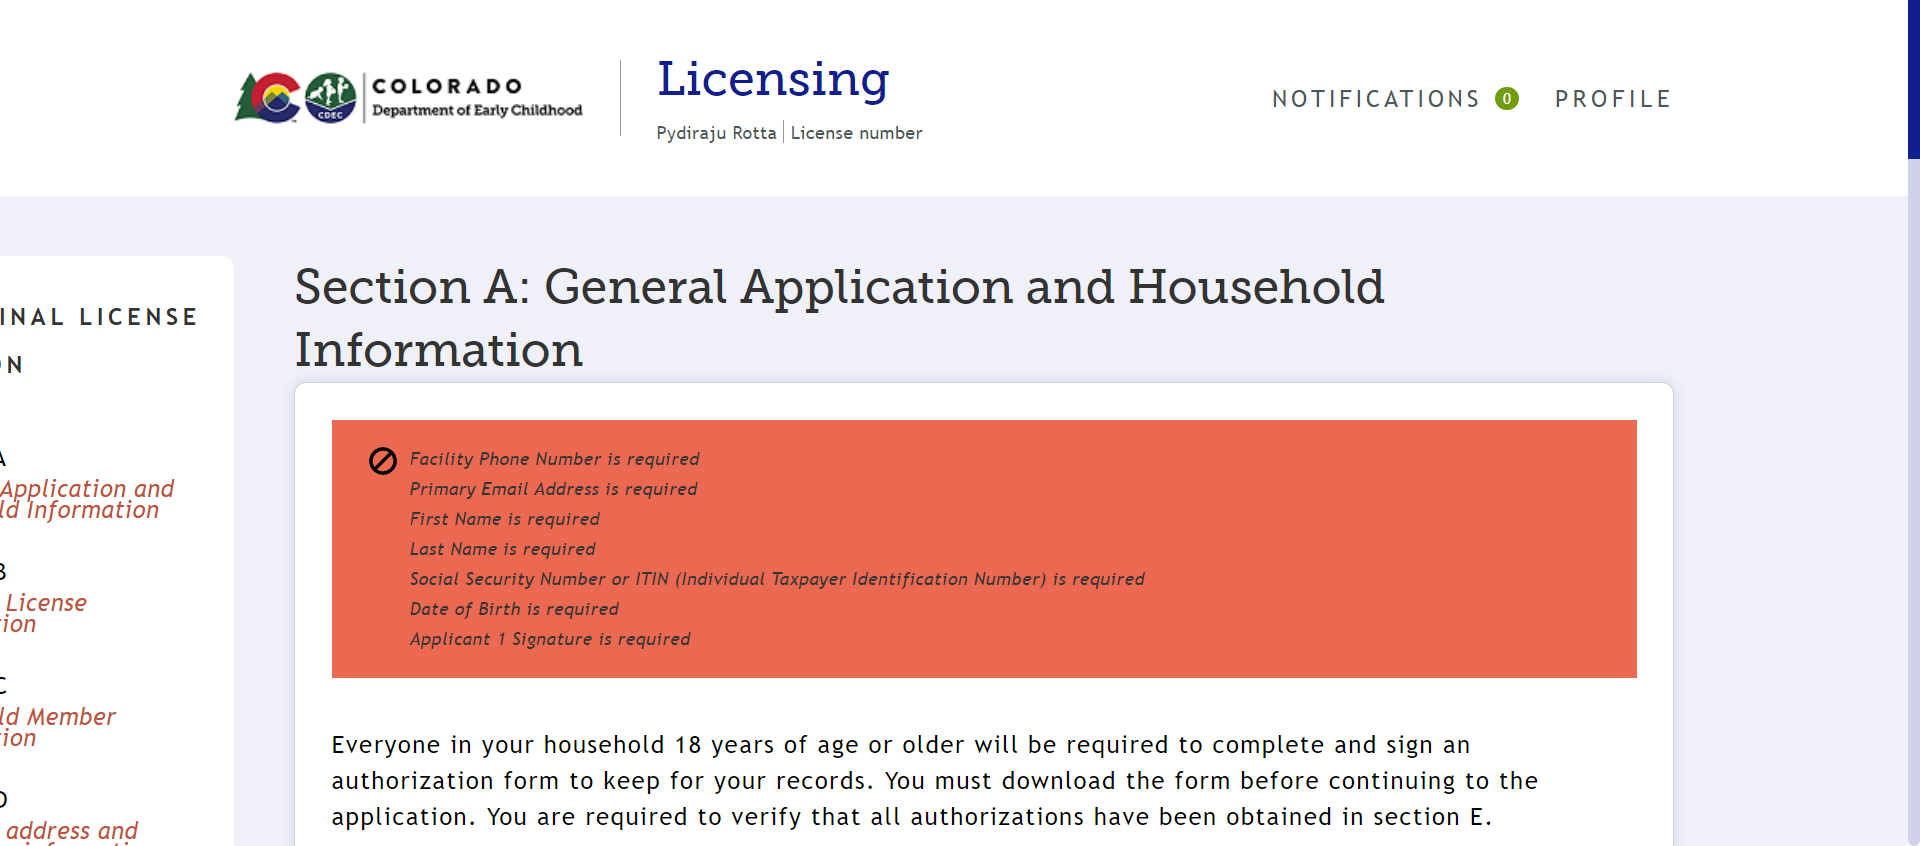 COLORADO
Department of Early Childhood
CDEC
Licensing
Pydiraju Rotta | License number
NOTIFICATIONS 0 PROFILE
INAL LICENSE
ON
A
Application and
ld Information
B
License
tion
C
ld Member
tion
D
address and
Section A: General Application and Household
Information
Facility Phone Number is required
Primary Email Address is required
First Name is required
Last Name is required
Social Security Number or ITIN (Individual Taxpayer Identification Number) is required
Date of Birth is required
Applicant 1 Signature is required
Everyone in your household 18 years of age or older will be required to complete and sign an
authorization form to keep for your records. You must download the form before continuing to the
application. You are required to verify that all authorizations have been obtained in section E.